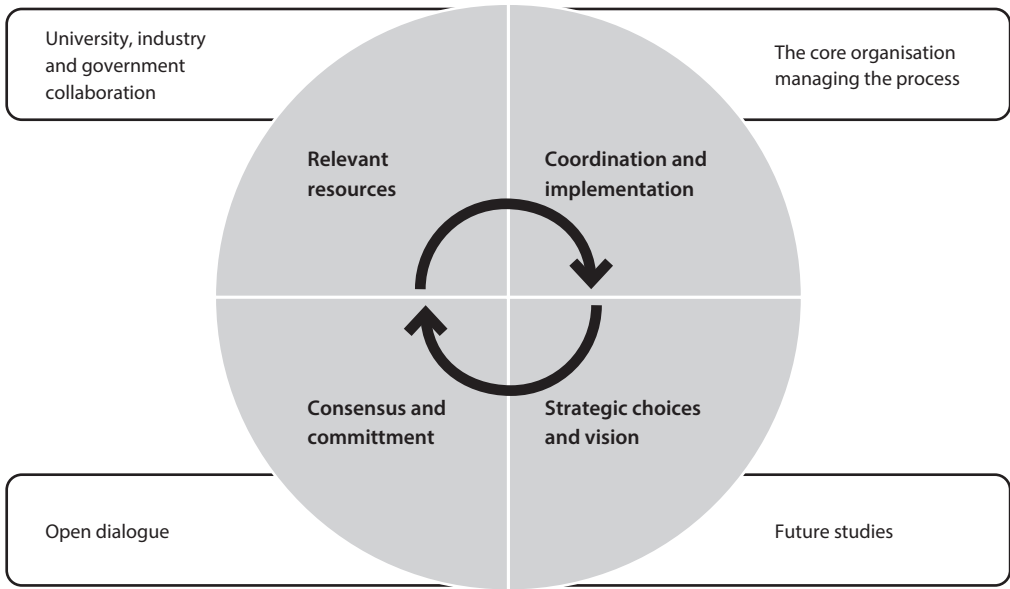 University, industry
and government
collaboration
The core organisation
managing the process
Relevant
resources
Coordination and
implementation
Consensus and
committment
Strategic choices
and vision
Open dialogue
Future studies